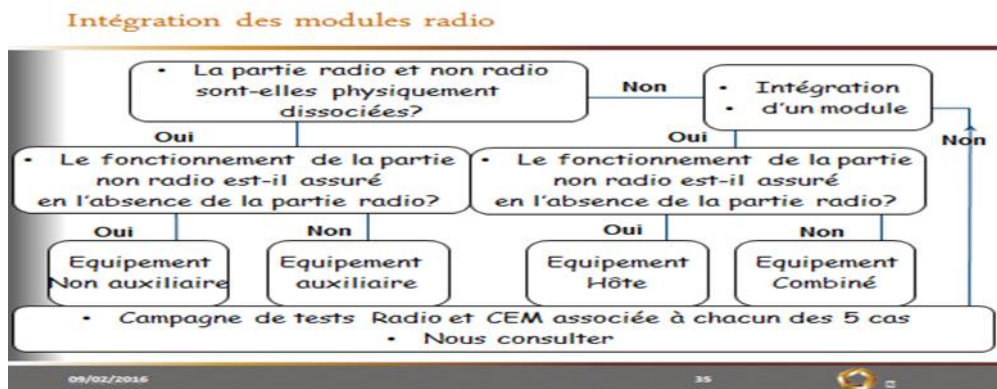 Intégration des modules radio
• La partie radio et non radio
sont-elles physiquement
dissociées?
Non
• Intégration
• d'un module
Oui
Oui
Non
• Le fonctionnement de la partie
non radio est-il assuré
en l'absence de la partie radio?
• Le fonctionnement de la partie
non radio est-il assuré
en l'absence de la partie radio?
Oui
Non
Oui
Non
Equipement
Non auxiliaire
Equipement
auxiliaire
Equipement
Hôte
Equipement
Combiné
• Campagne de tests Radio et CEM associée à chacun des 5 cas
• Nous consulter
09/02/2016
35